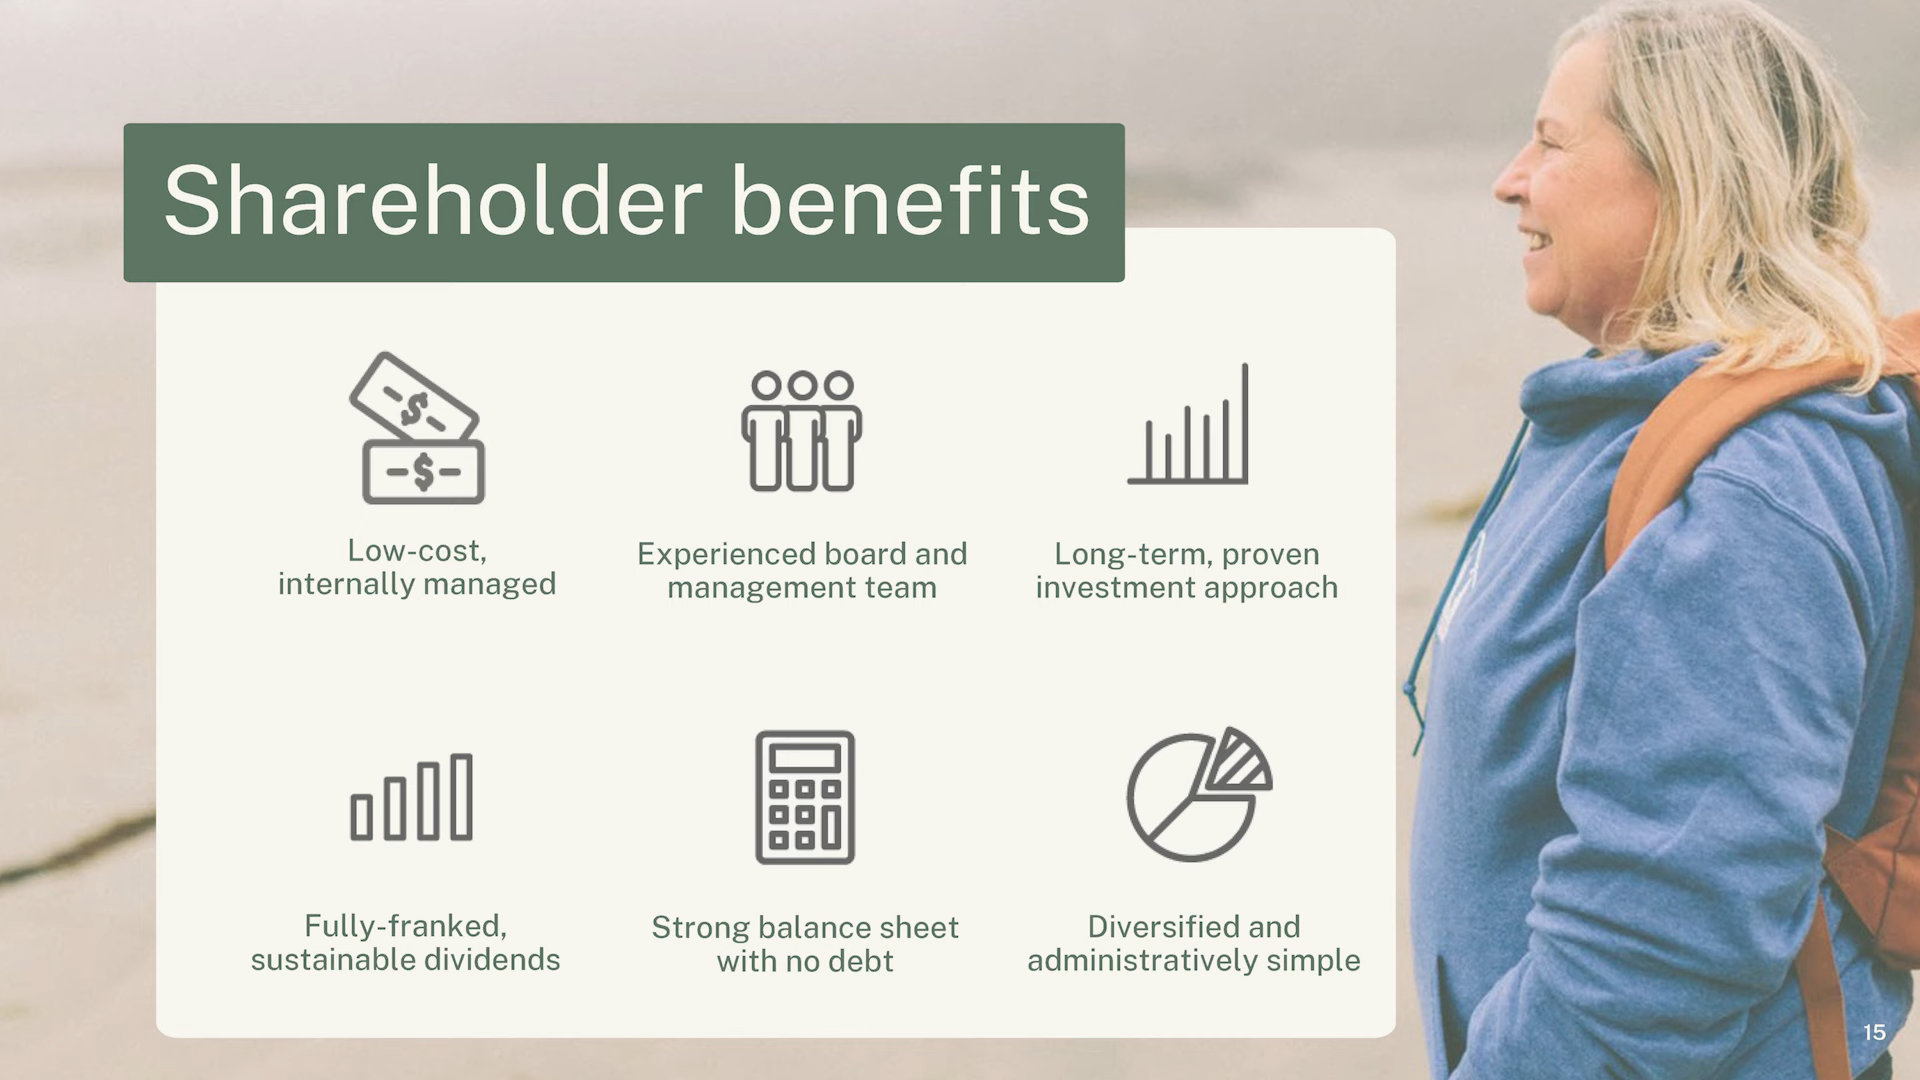 Shareholder benefits
Low-cost,
internally managed
Experienced board and
management team
Long-term, proven
investment approach
Fully-franked,
sustainable dividends
Strong balance sheet
with no debt
Diversified and
administratively simple
15